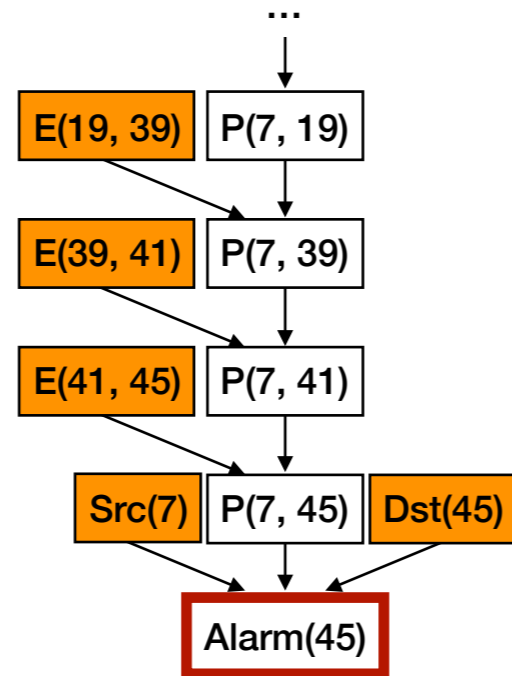 ...
E(19, 39) P(7, 19)
E(39, 41) P(7, 39)
E(41, 45) P(7, 41)
Src(7) P(7, 45) Dst(45)
Alarm(45)